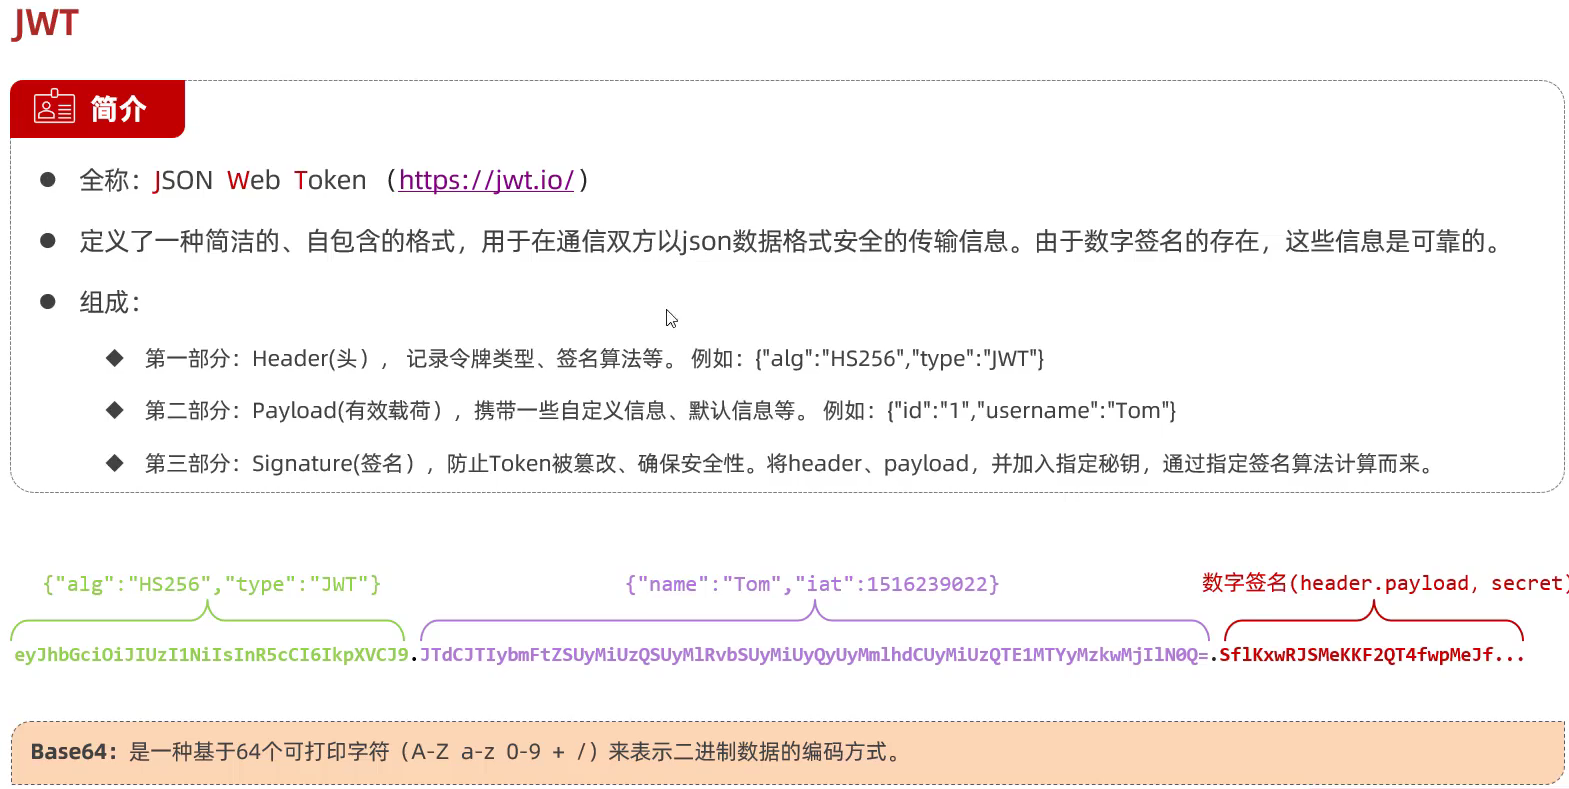 JWT
简介
全称：JSON Web Token （https://jwt.io/）
定义了一种简洁的、自包含的格式，用于在通信双方以json数据格式安全的传输信息。由于数字签名的存在，这些信息是可靠的。
组成：
第一部分：Header(头）， 记录令牌类型、签名算法等。 例如：{"alg":"HS256","type":"JWT"}
第二部分：Payload(有效载荷），携带一些自定义信息、默认信息等。 例如：{"id":"1","username":"Tom"}
第三部分：Signature(签名），防止Token被篡改、确保安全性。将header、payload，并加入指定秘钥，通过指定签名算法计算而来。
{"alg":"HS256","type":"JWT"} {"name":"Tom","iat":1516239022} 数字签名(header.payload, secret)
eyJhbGciOiJIUzI1NiIsInR5cCI6IkpXVCJ9.JTdCJTIybmFtZSUyMiUzQSUyMlRvbSUyMiUyQyUyMmlhdCUyMiUzQTE1MTYyMzkwMjIlN0Q=.SflKxwRJSMeKKF2QT4fwpMeJf...
Base64：是一种基于64个可打印字符（A-Z a-z 0-9 + /）来表示二进制数据的编码方式。